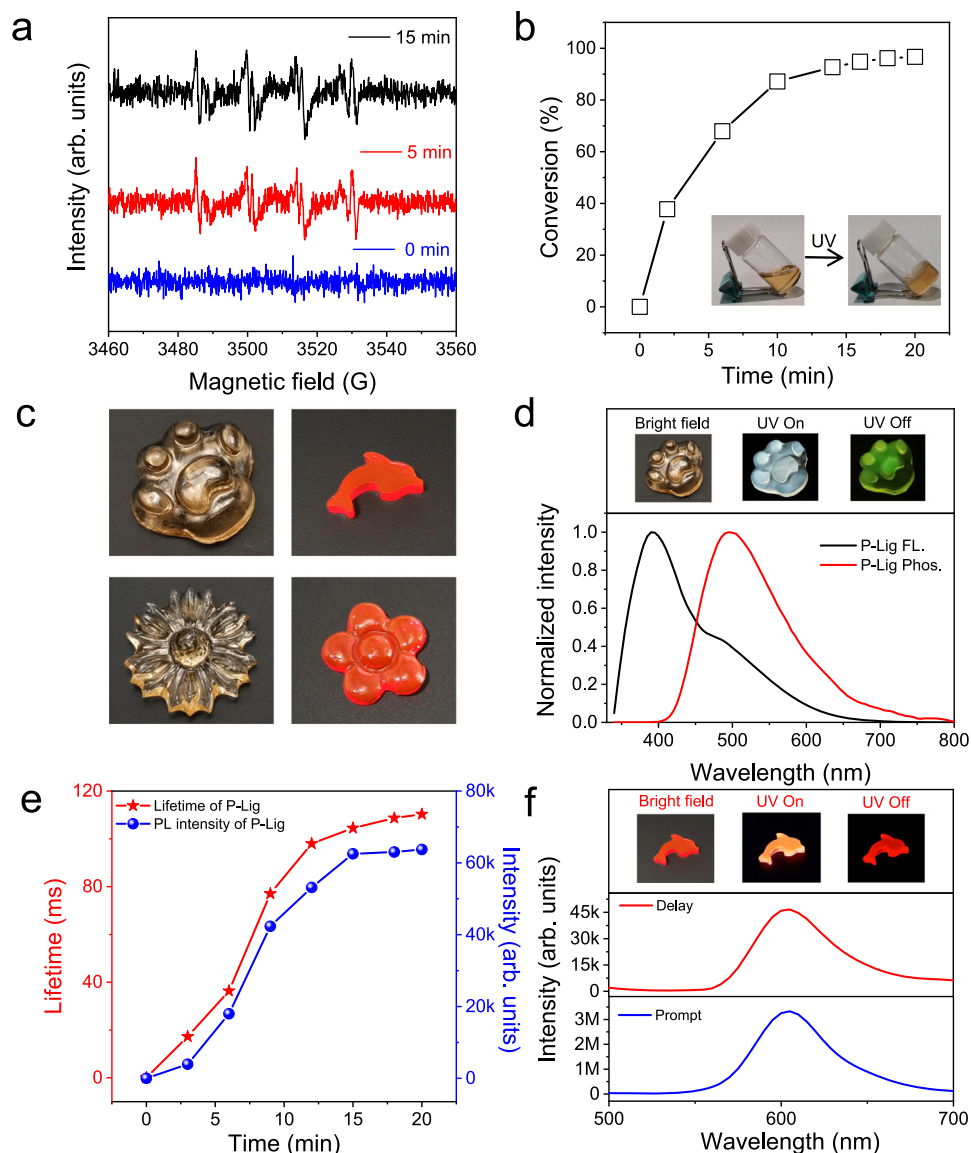 a
15 min
5 min
0 min
Intensity (arb. units)
3460 3480 3500 3520 3540 3560
Magnetic field (G)
b
100
80
60
40
20
0
Conversion (%)
UV
0 5 10 15 20
Time (min)
c
d
Bright field UV On UV Off
1.0
0.8
0.6
0.4
0.2
0.0
Normalized intensity
P-Lig FL.
P-Lig Phos.
400 500 600 700 800
Wavelength (nm)
e
120
80
40
0
Lifetime (ms)
Lifetime of P-Lig
PL intensity of P-Lig
80k
60k
40k
20k
0
Intensity (arb. units)
0 5 10 15 20
Time (min)
f
Bright field UV On UV Off
Intensity (arb. units)
45k
30k
15k
0
Delay
3M
2M
1M
0
Prompt
500 600 700
Wavelength (nm)